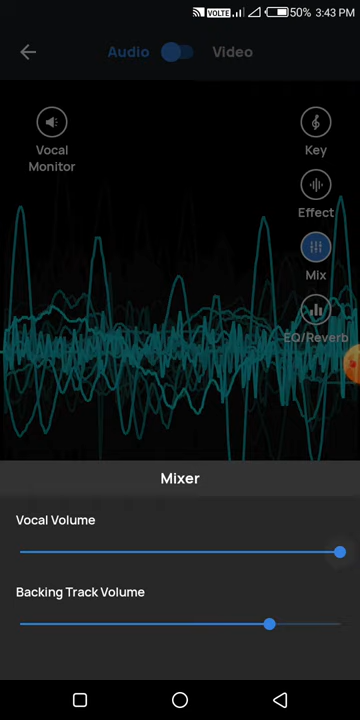 VOLTE 50% 3:43 PM
Audio Video
Vocal
Monitor
Key
Effect
Mix
EQ/Reverb
Mixer
Vocal Volume
Backing Track Volume